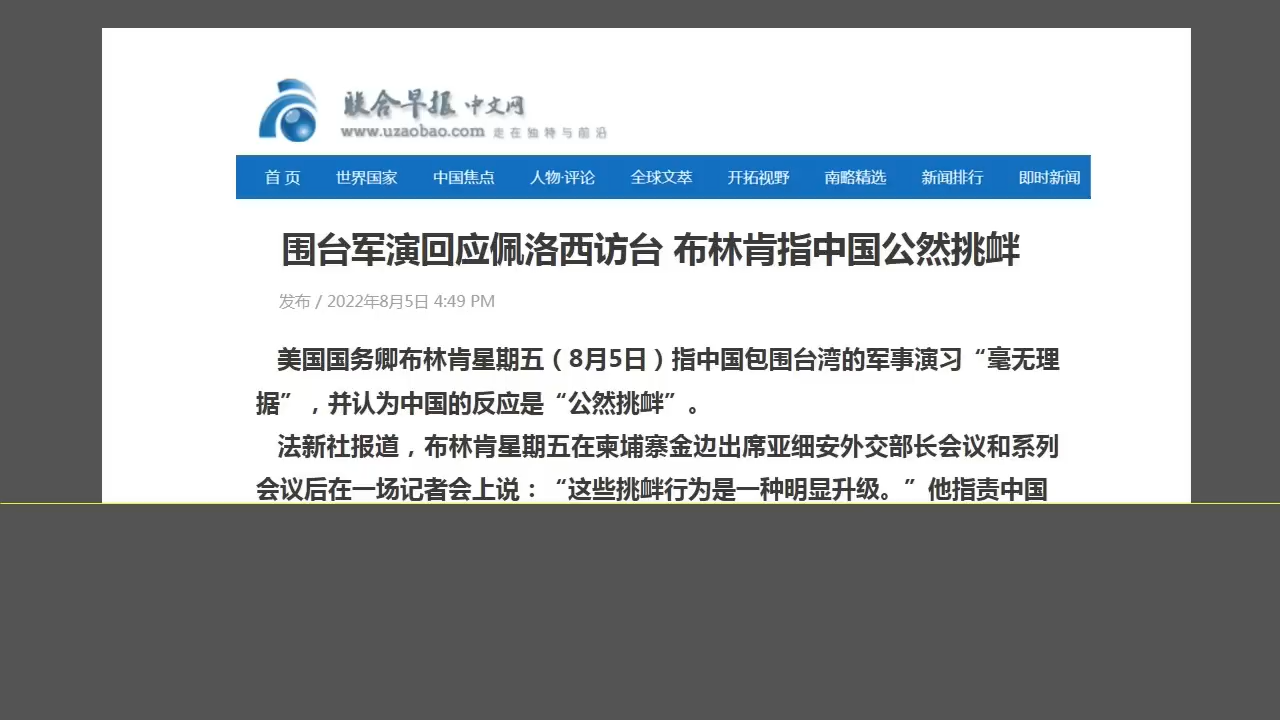 联合早报 中文网
www.uzaobao.com 走在独特与前沿
首 页 世界国家 中国焦点 人物·评论 全球文萃 开拓视野 南略精选 新闻排行 即时新闻
围台军演回应佩洛西访台 布林肯指中国公然挑衅
发布 / 2022年8月5日 4:49 PM
美国国务卿布林肯星期五（8月5日）指中国包围台湾的军事演习“毫无理
据”，并认为中国的反应是“公然挑衅”。
法新社报道，布林肯星期五在柬埔寨金边出席亚细安外交部长会议和系列
会议后在一场记者会上说：“这些挑衅行为是一种明显升级。”他指责中国